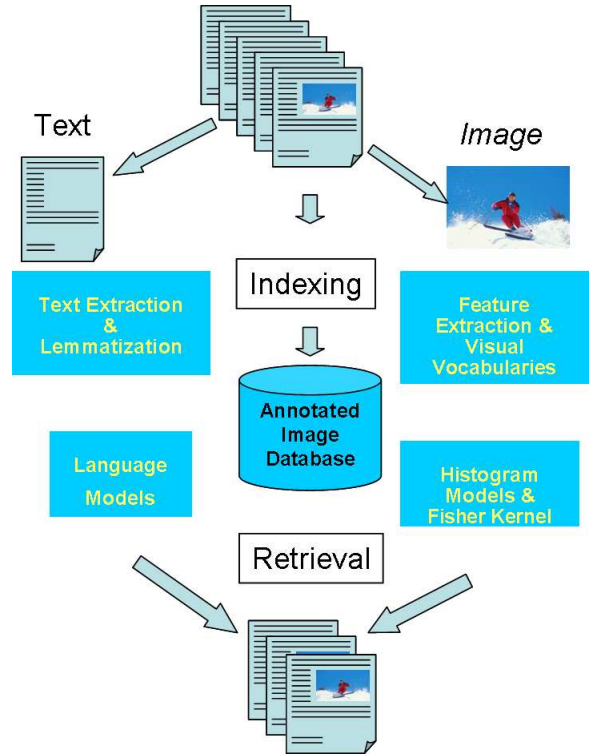 Text
Image
Indexing
Text Extraction
&
Lemmatization
Feature
Extraction &
Visual
Vocabularies
Annotated
Image
Database
Language
Models
Histogram
Models &
Fisher Kernel
Retrieval